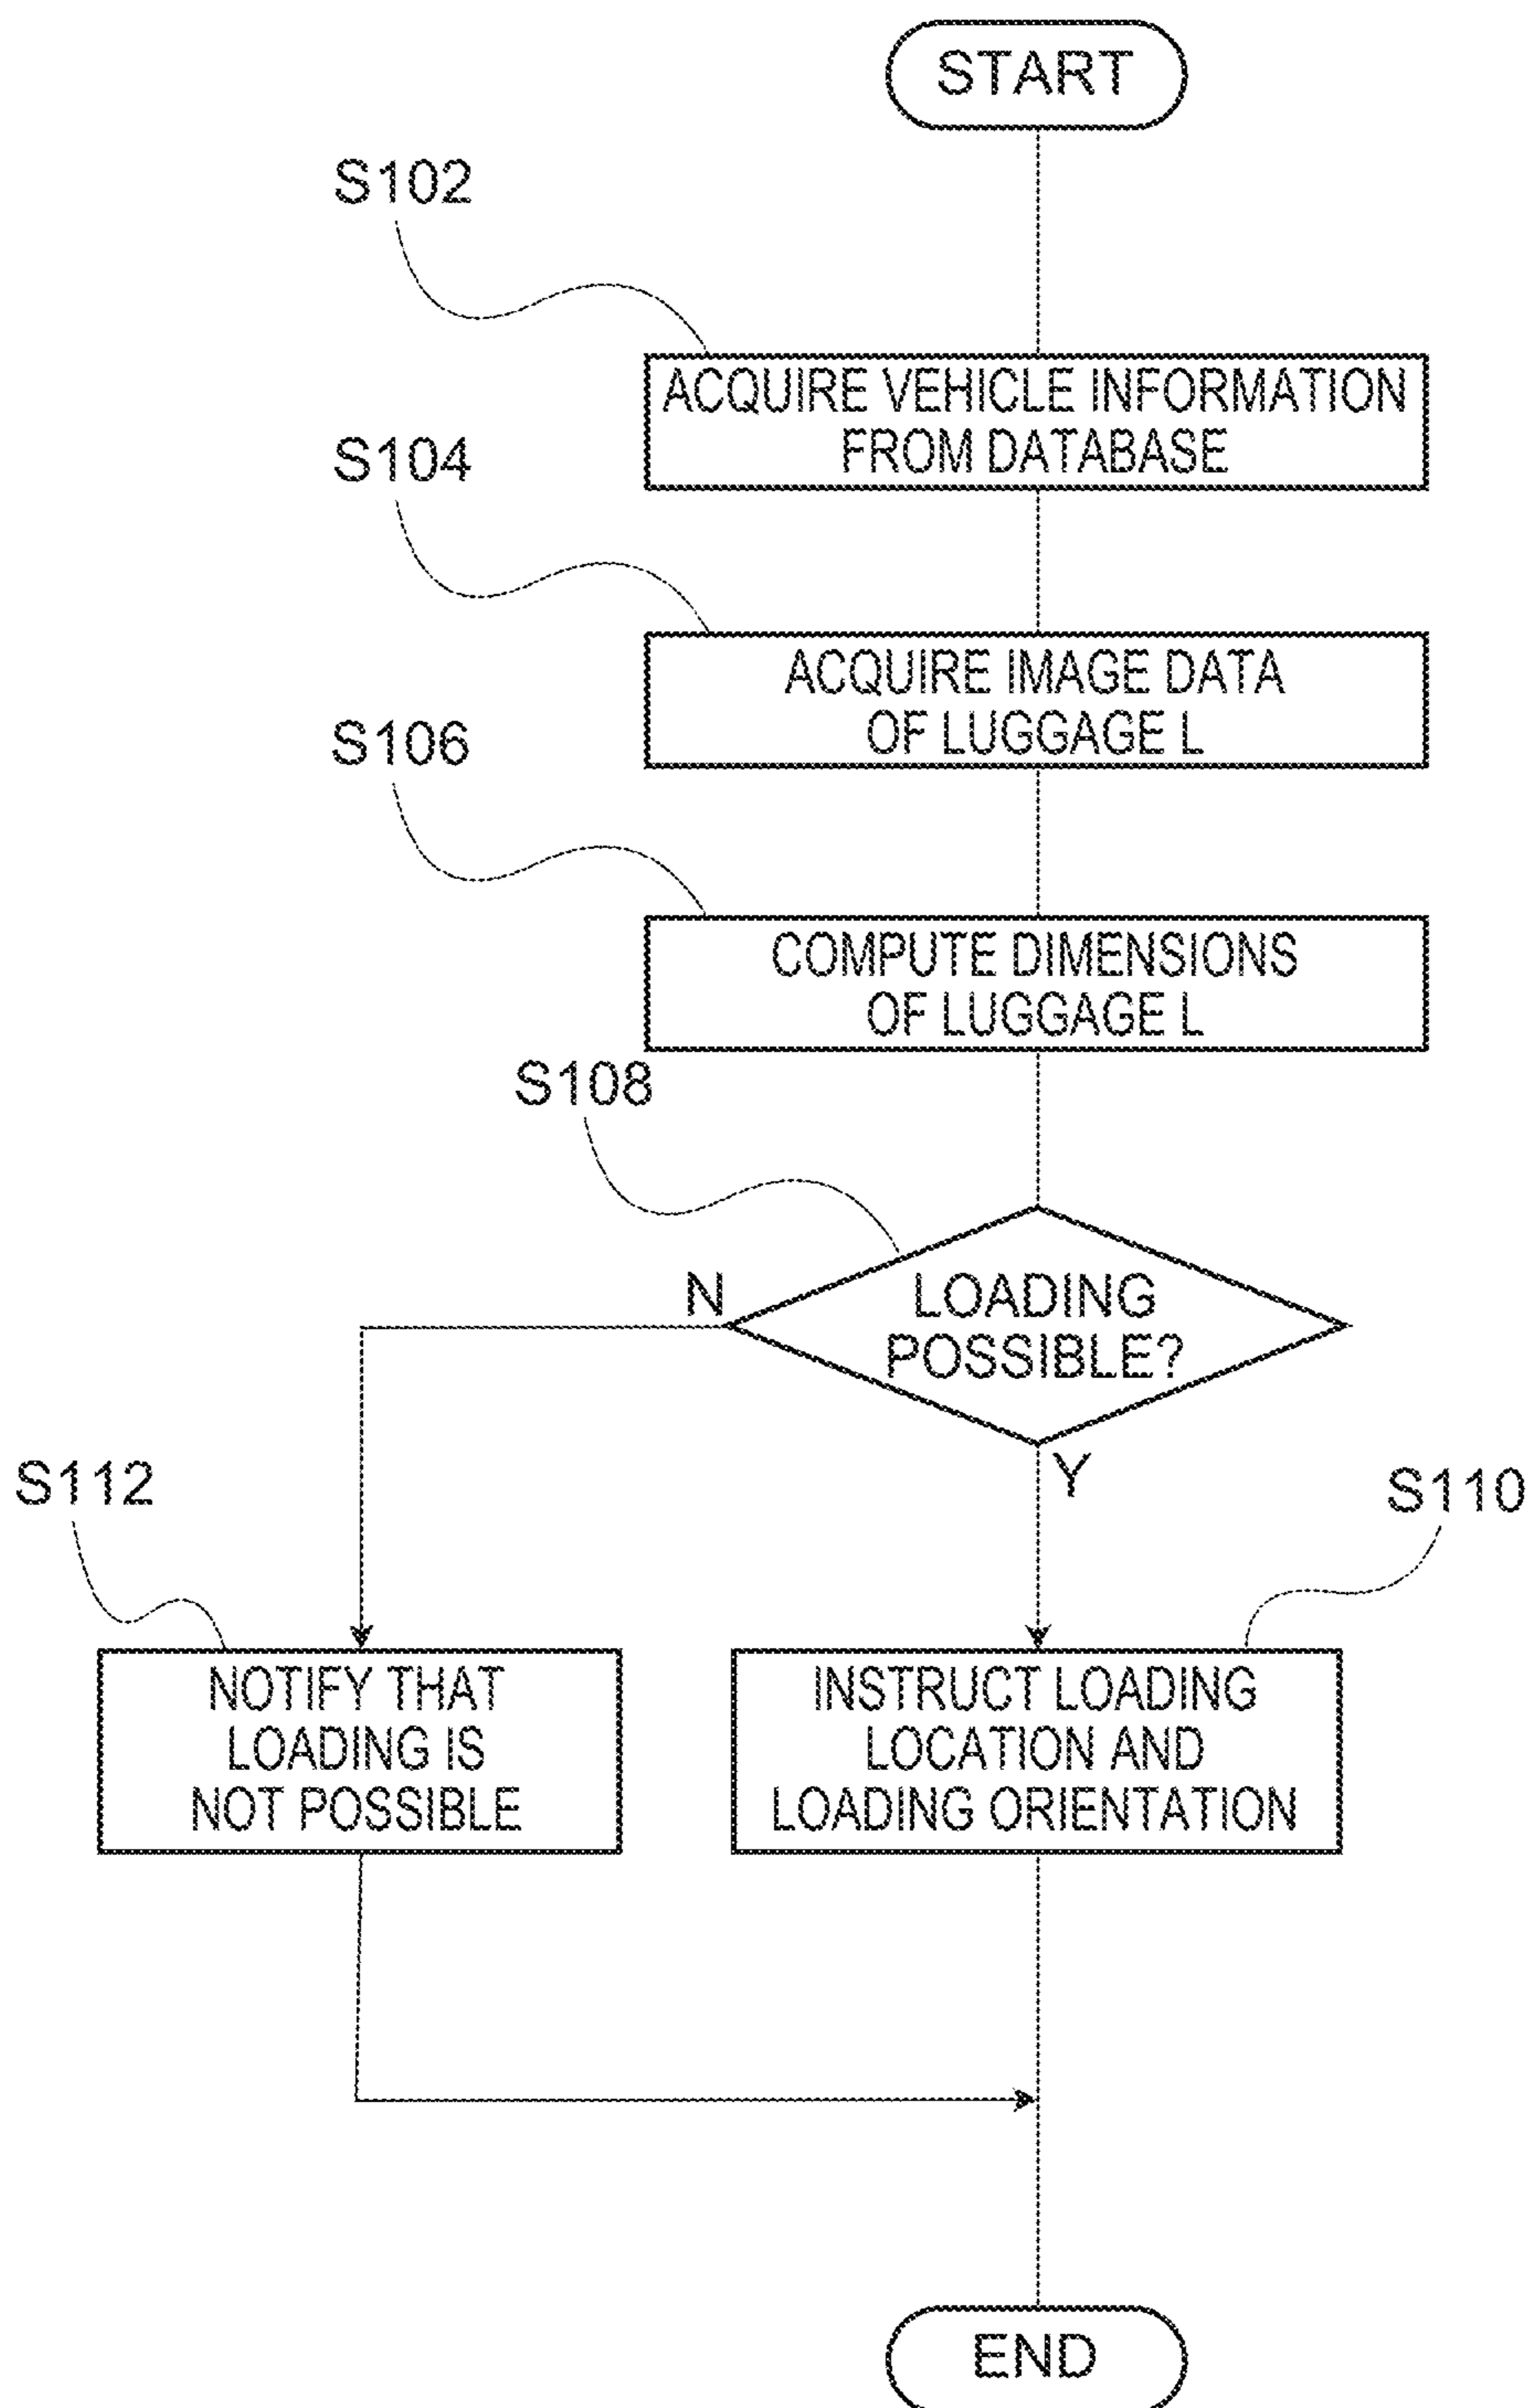 START
S102
ACQUIRE VEHICLE INFORMATION
FROM DATABASE
S104
ACQUIRE IMAGE DATA
OF LUGGAGE L
S106
COMPUTE DIMENSIONS
OF LUGGAGE L
S108
LOADING
POSSIBLE?
N
Y
S112
NOTIFY THAT
LOADING IS
NOT POSSIBLE
S110
INSTRUCT LOADING
LOCATION AND
LOADING ORIENTATION
END